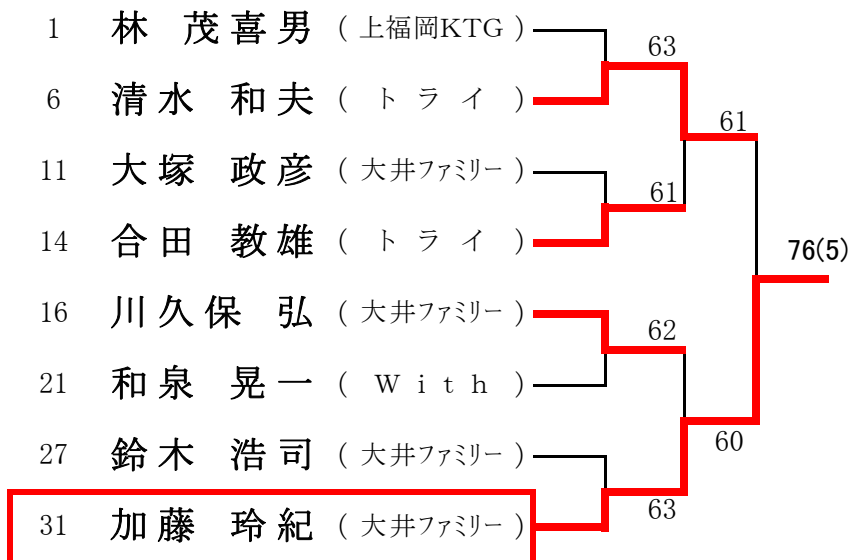 1 林 茂喜男 (上福岡KTG)
63
6 清水 和夫 (トライ)
61
11 大塚 政彦 (大井ファミリー)
61
14 合田 教雄 (トライ)
76(5)
16 川久保 弘 (大井ファミリー)
62
21 和泉 晃一 (With)
60
27 鈴木 浩司 (大井ファミリー)
63
31 加藤 玲紀 (大井ファミリー)